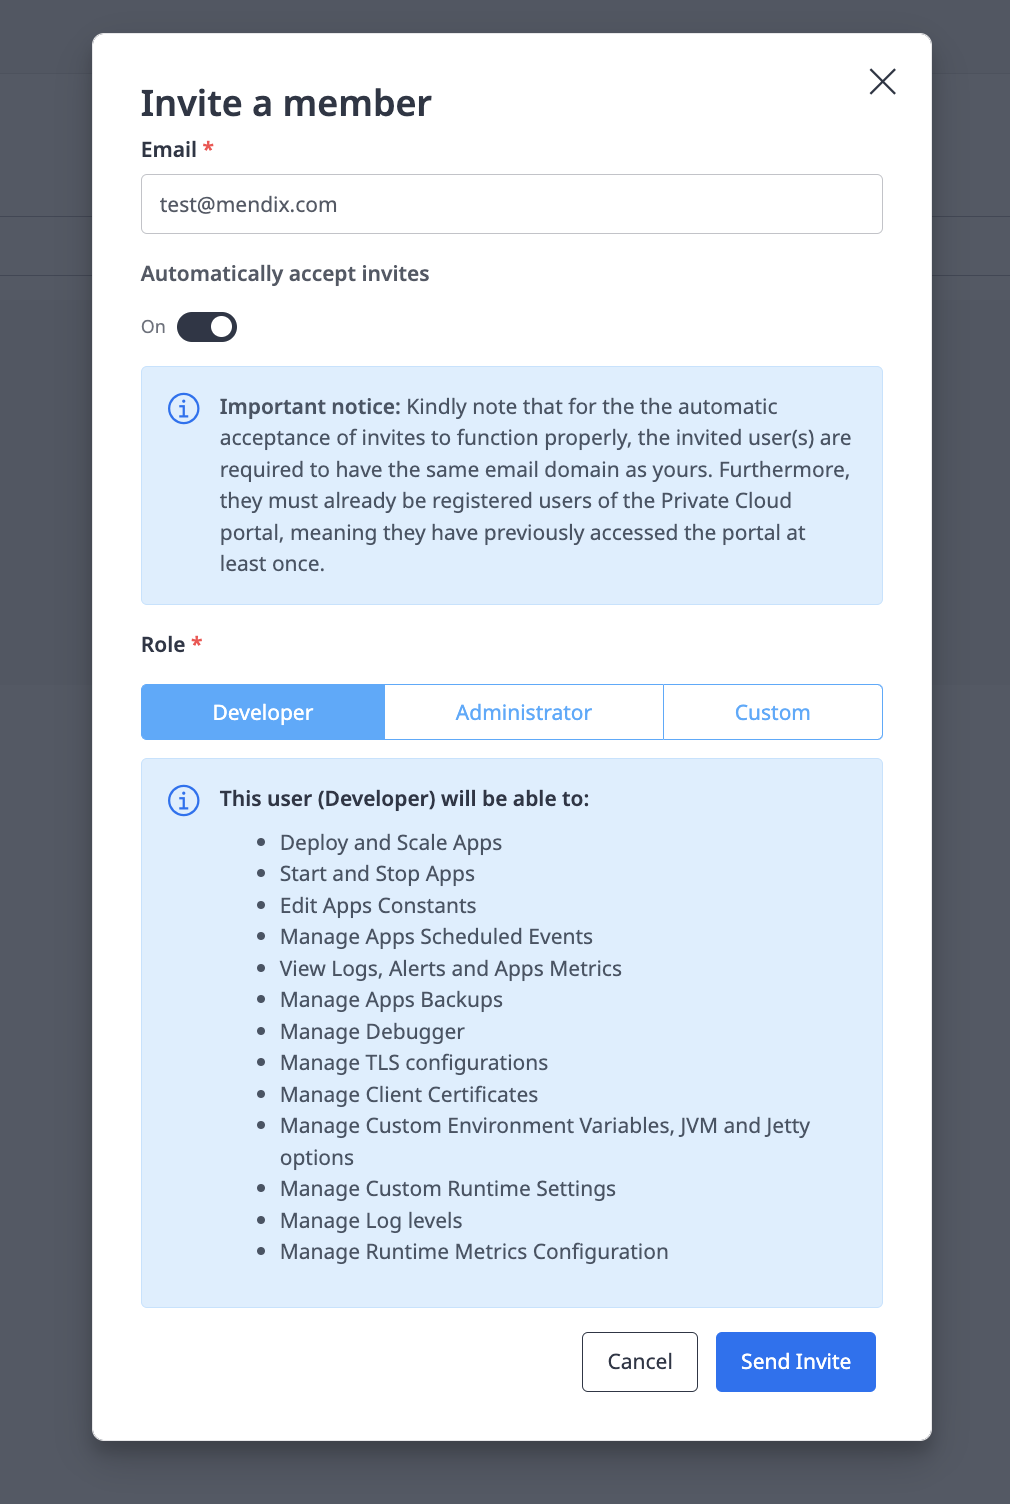 Invite a member
Email *
test@mendix.com
Automatically accept invites
On
Important notice: Kindly note that for the the automatic
acceptance of invites to function properly, the invited user(s) are
required to have the same email domain as yours. Furthermore,
they must already be registered users of the Private Cloud
portal, meaning they have previously accessed the portal at
least once.
Role *
Developer
Administrator
Custom
This user (Developer) will be able to:
• Deploy and Scale Apps
• Start and Stop Apps
• Edit Apps Constants
• Manage Apps Scheduled Events
• View Logs, Alerts and Apps Metrics
• Manage Apps Backups
• Manage Debugger
• Manage TLS configurations
• Manage Client Certificates
• Manage Custom Environment Variables, JVM and Jetty
options
• Manage Custom Runtime Settings
• Manage Log levels
• Manage Runtime Metrics Configuration
Cancel
Send Invite